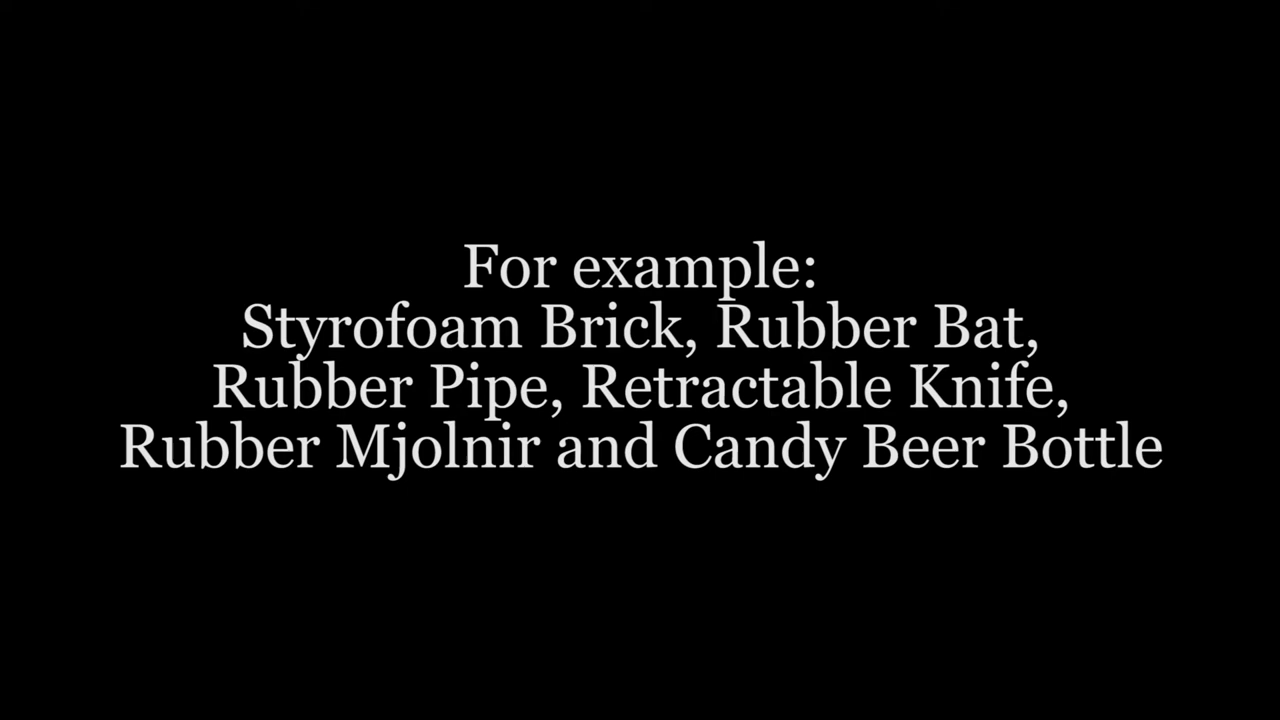 For example:
Styrofoam Brick, Rubber Bat,
Rubber Pipe, Retractable Knife,
Rubber Mjolnir and Candy Beer Bottle